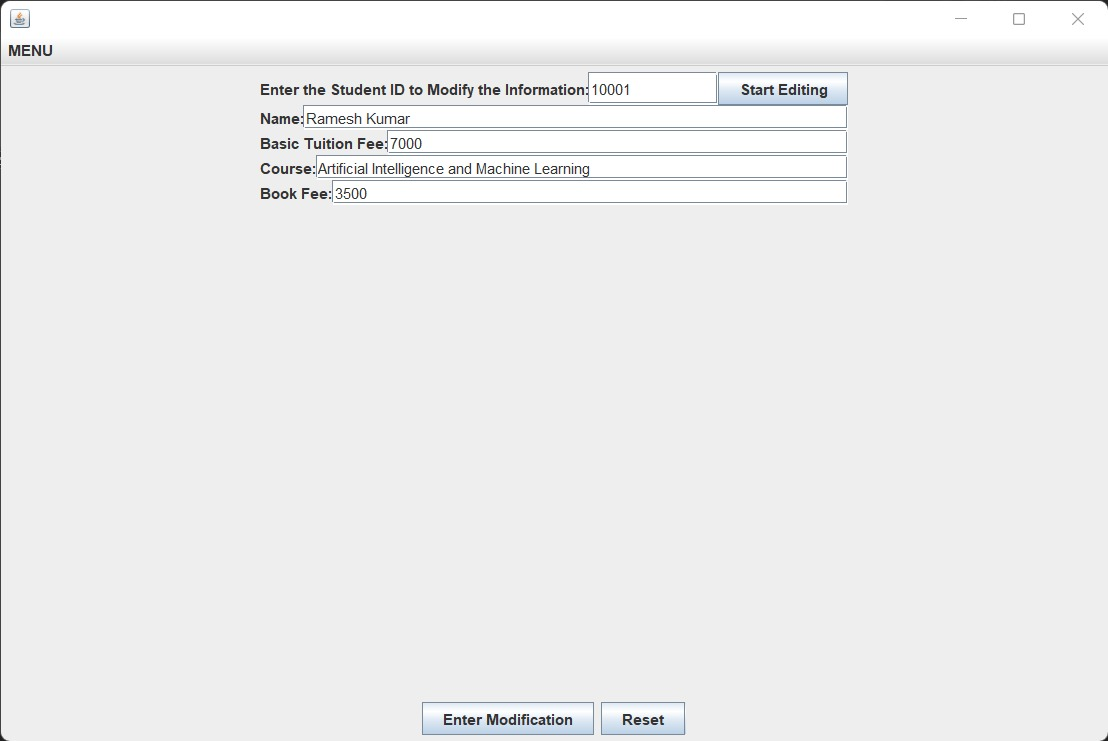 MENU
Enter the Student ID to Modify the Information: 10001 Start Editing
Name: Ramesh Kumar
Basic Tuition Fee: 7000
Course: Artificial Intelligence and Machine Learning
Book Fee: 3500
Enter Modification Reset